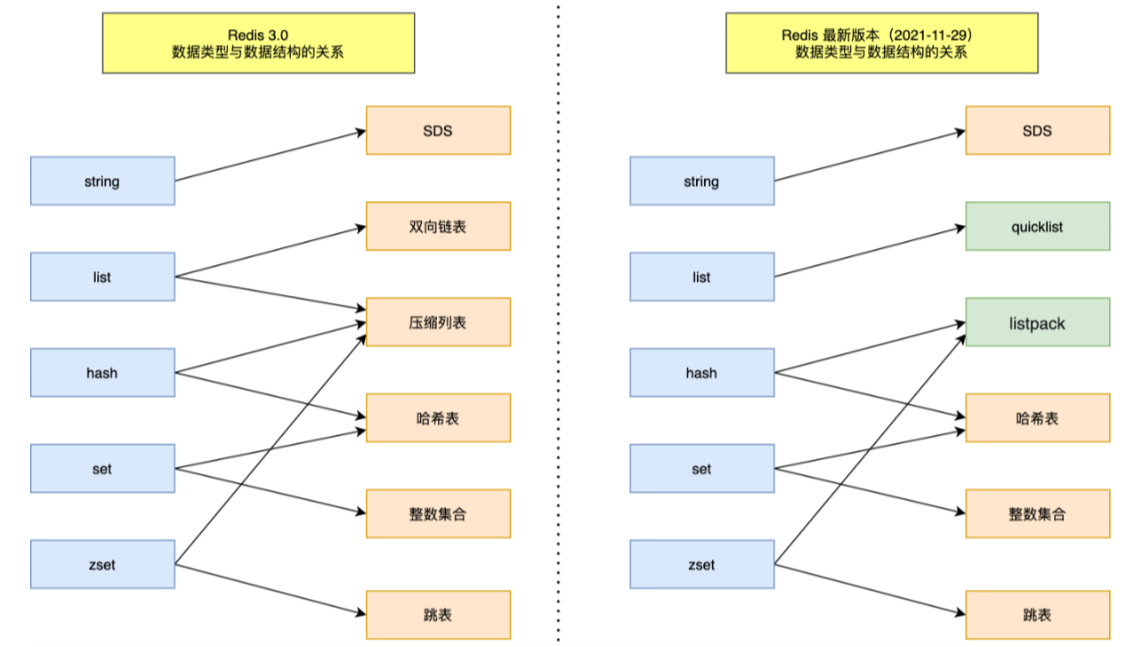 Redis 3.0
数据类型与数据结构的关系
string
list
hash
set
zset
SDS
双向链表
压缩列表
哈希表
整数集合
跳表
Redis 最新版本（2021-11-29）
数据类型与数据结构的关系
string
list
hash
set
zset
SDS
quicklist
listpack
哈希表
整数集合
跳表